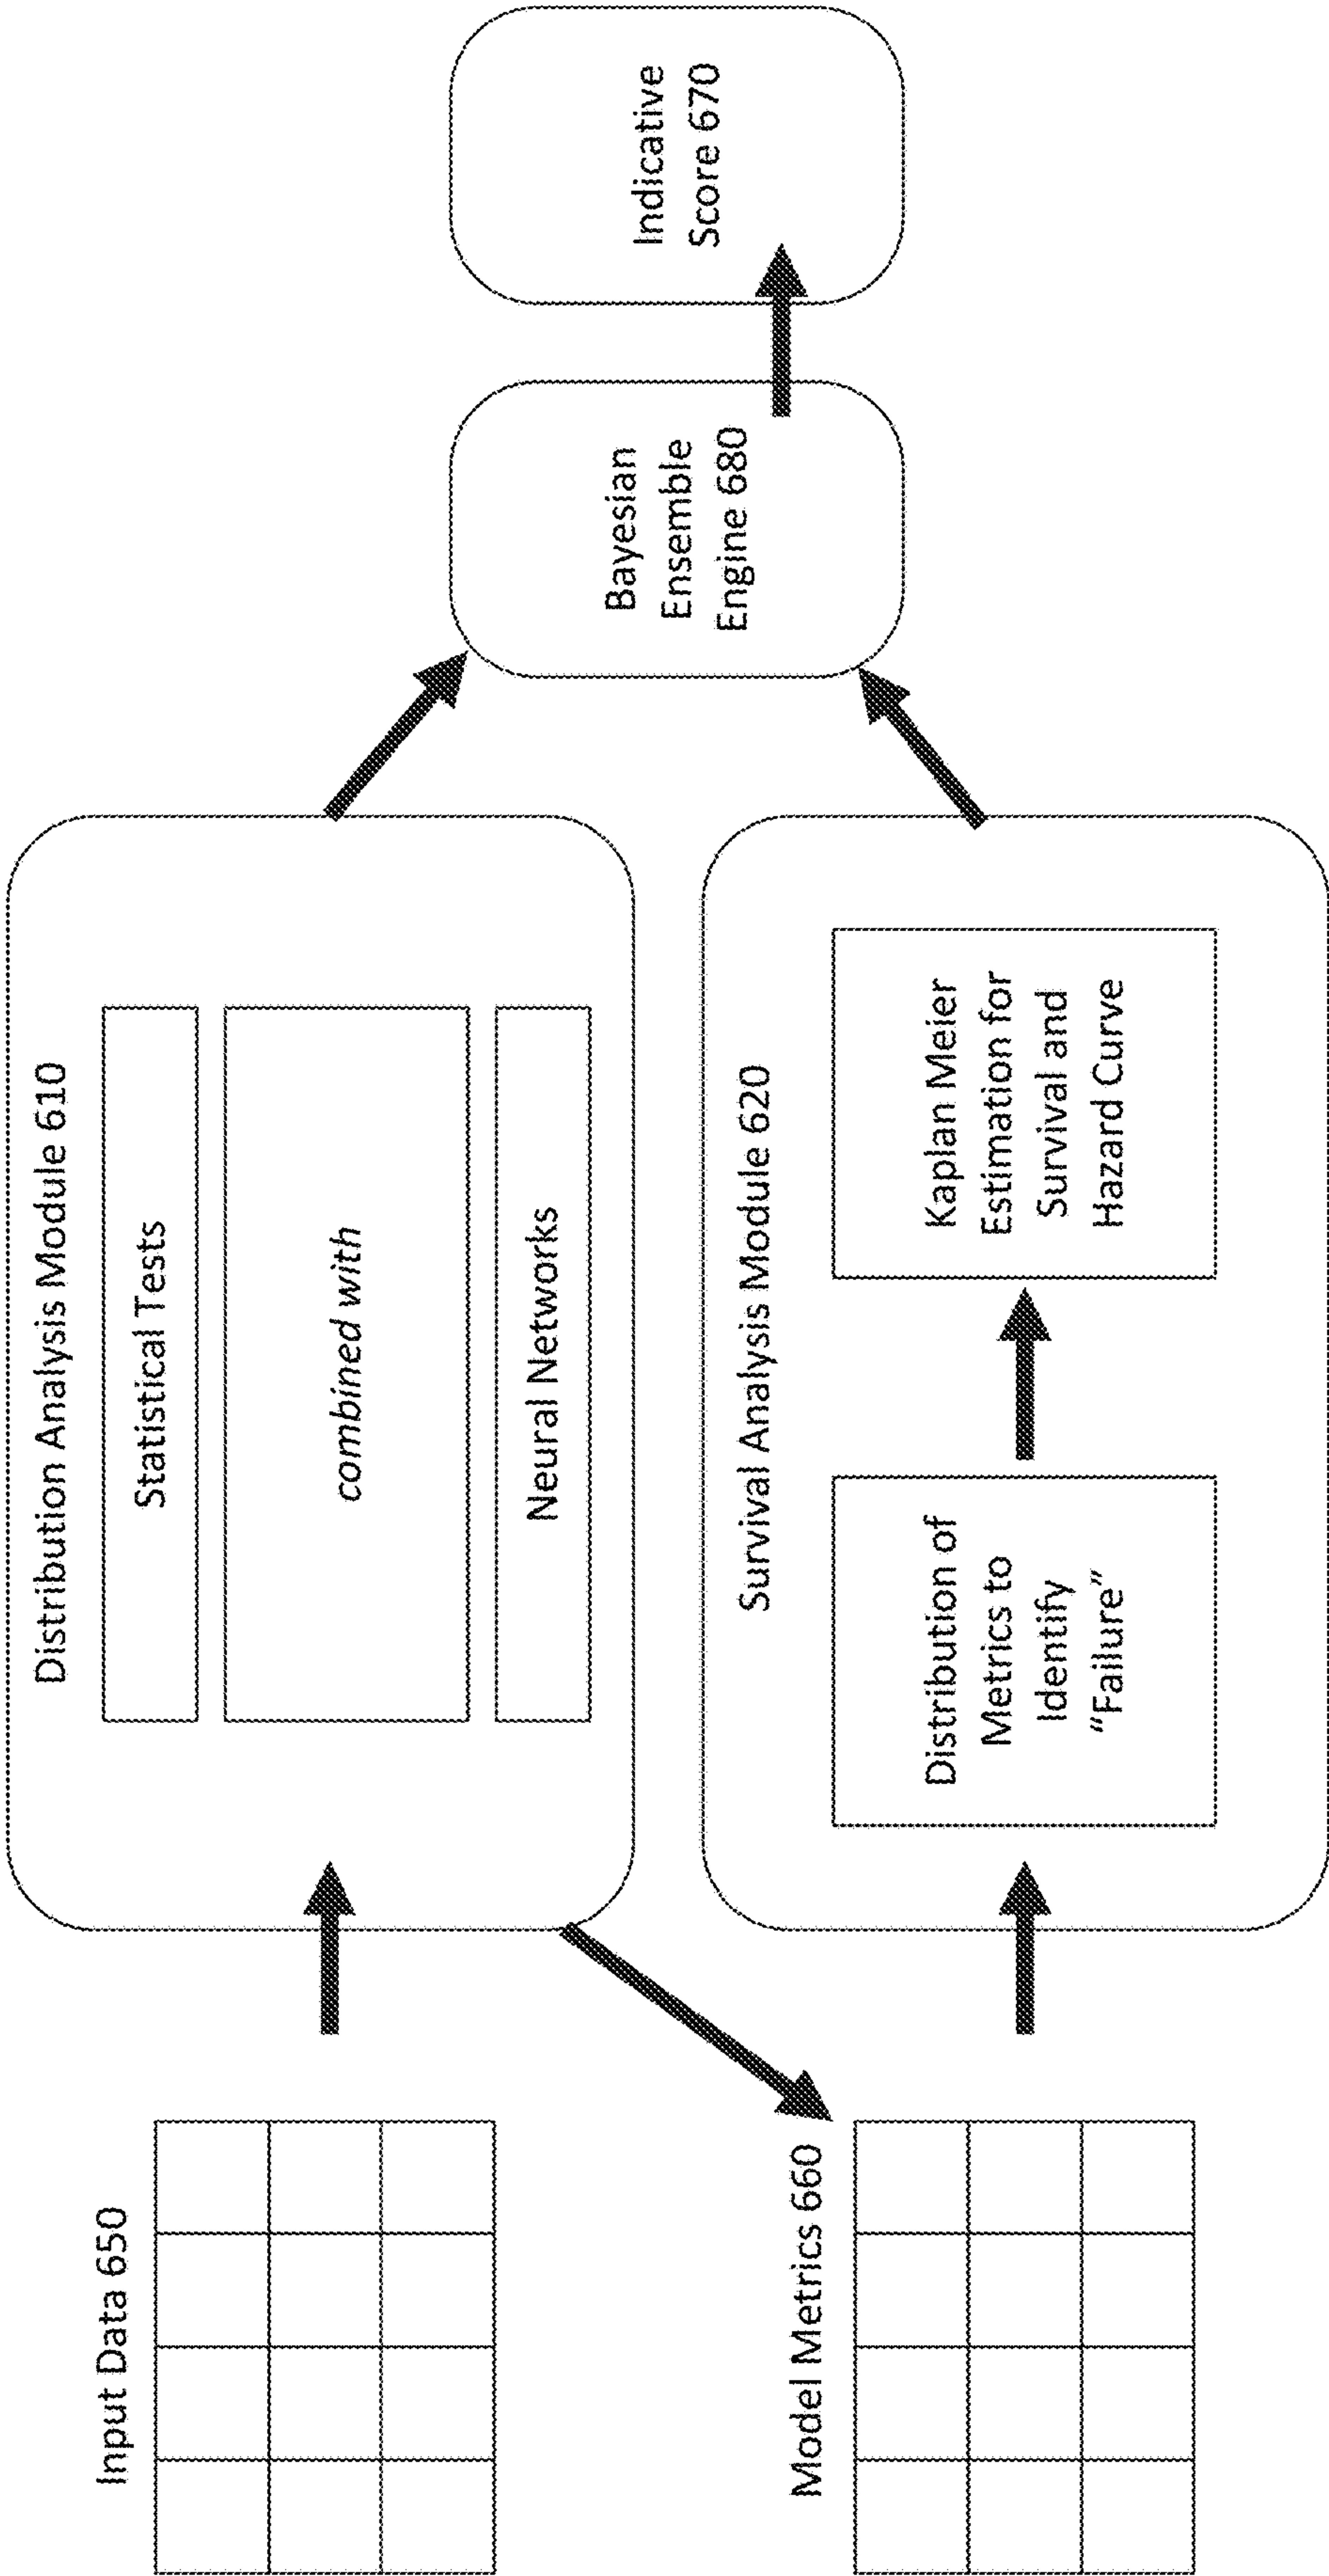 Input Data 650
Distribution Analysis Module 610
Statistical Tests
combined with
Neural Networks
Model Metrics 660
Survival Analysis Module 620
Distribution of
Metrics to
Identify
“Failure”
Kaplan Meier
Estimation for
Survival and
Hazard Curve
Bayesian
Ensemble
Engine 680
Indicative
Score 670